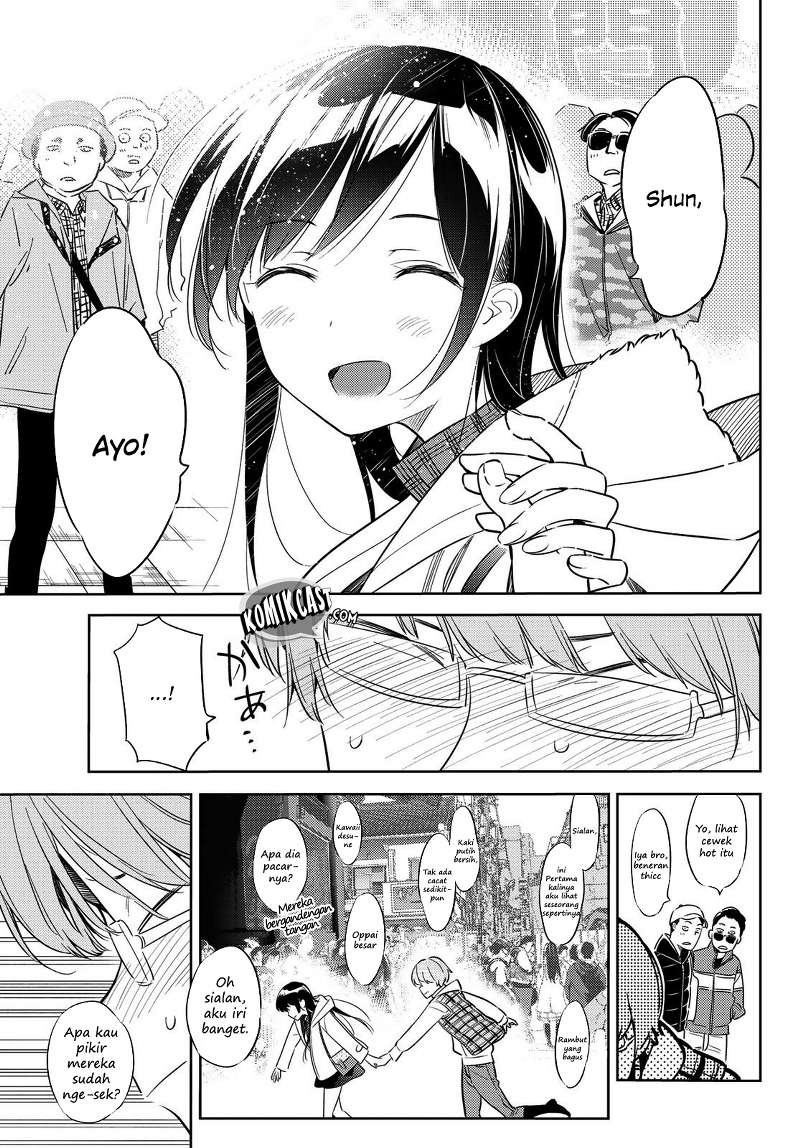 Shun,
Ayo!
KOMIKCAST
.COM
...!
かぁ…
Yo, lihat
cewek
hot itu
Iya bro,
beneran
thicc
Sialan,
ini
Pertama
kalinya
aku lihat
seseorang
sepertinya
Rambut
yang
bagus
Kaki
putih
bersih,
Tak ada
cacat
sedikit-
pun
Kawaii
desu-
ne
Oppai
besar
Apa dia
pacar-
nya?
Mereka
bergandengan
tangan
Oh
sialan,
aku iri
banget.
Apa kau
pikir
mereka
sudah
nge-sek?